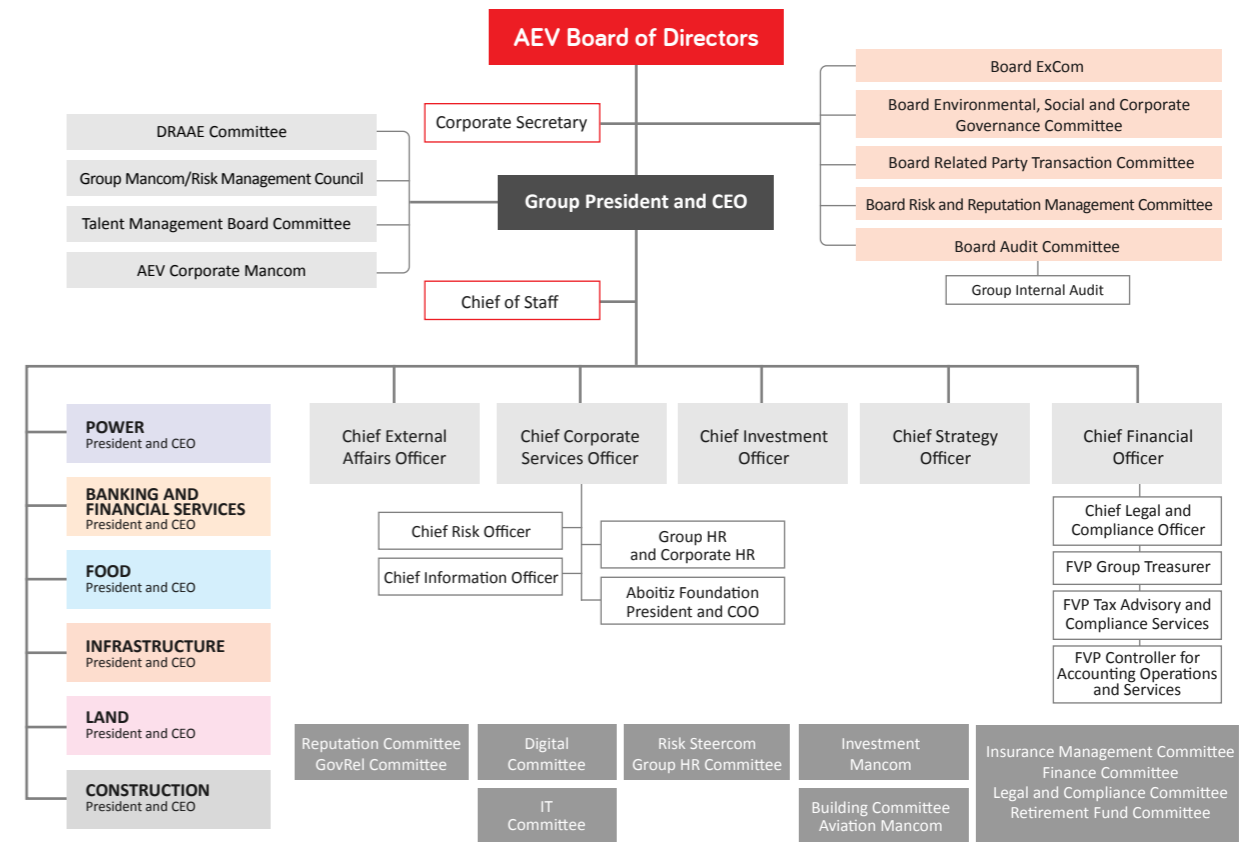 AEV Board of Directors
Corporate Secretary
Board ExCom
Board Environmental, Social and Corporate
Governance Committee
Board Related Party Transaction Committee
Board Risk and Reputation Management Committee
Board Audit Committee
Group Internal Audit
DRAAE Committee
Group Mancom/Risk Management Council
Talent Management Board Committee
AEV Corporate Mancom
Group President and CEO
Chief of Staff
POWER
President and CEO
BANKING AND
FINANCIAL SERVICES
President and CEO
FOOD
President and CEO
INFRASTRUCTURE
President and CEO
LAND
President and CEO
CONSTRUCTION
President and CEO
Chief External
Affairs Officer
Chief Corporate
Services Officer
Chief Investment
Officer
Chief Strategy
Officer
Chief Financial
Officer
Chief Risk Officer
Chief Information Officer
Group HR
and Corporate HR
Aboitiz Foundation
President and COO
Chief Legal and
Compliance Officer
FVP Group Treasurer
FVP Tax Advisory and
Compliance Services
FVP Controller for
Accounting Operations
and Services
Reputation Committee
GovRel Committee
Digital
Committee
IT
Committee
Risk Steercom
Group HR Committee
Investment
Mancom
Building Committee
Aviation Mancom
Insurance Management Committee
Finance Committee
Legal and Compliance Committee
Retirement Fund Committee